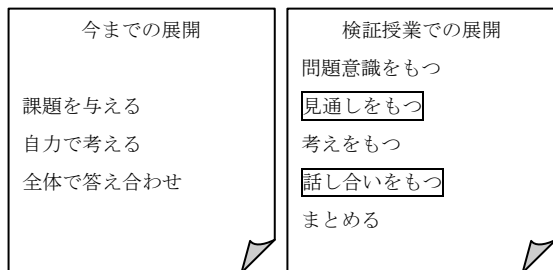 今までの展開
課題を与える
自力で考える
全体で答え合わせ
検証授業での展開
問題意識をもつ
見通しをもつ
考えをもつ
話し合いをもつ
まとめる